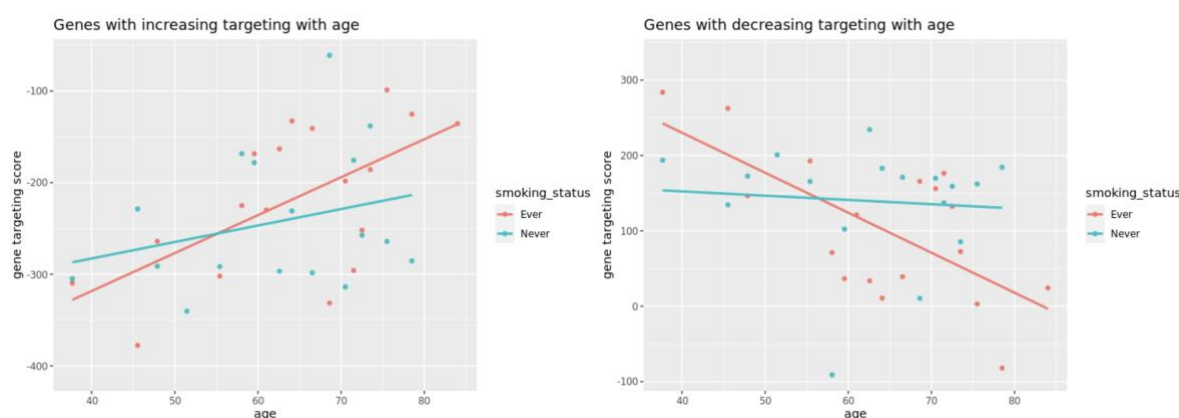 Genes with increasing targeting with age
gene targeting score
-100
-200
-300
-400
40
50
60
70
80
age
smoking_status
Ever
Never
Genes with decreasing targeting with age
gene targeting score
300
200
100
0
-100
40
50
60
70
80
age
smoking_status
Ever
Never